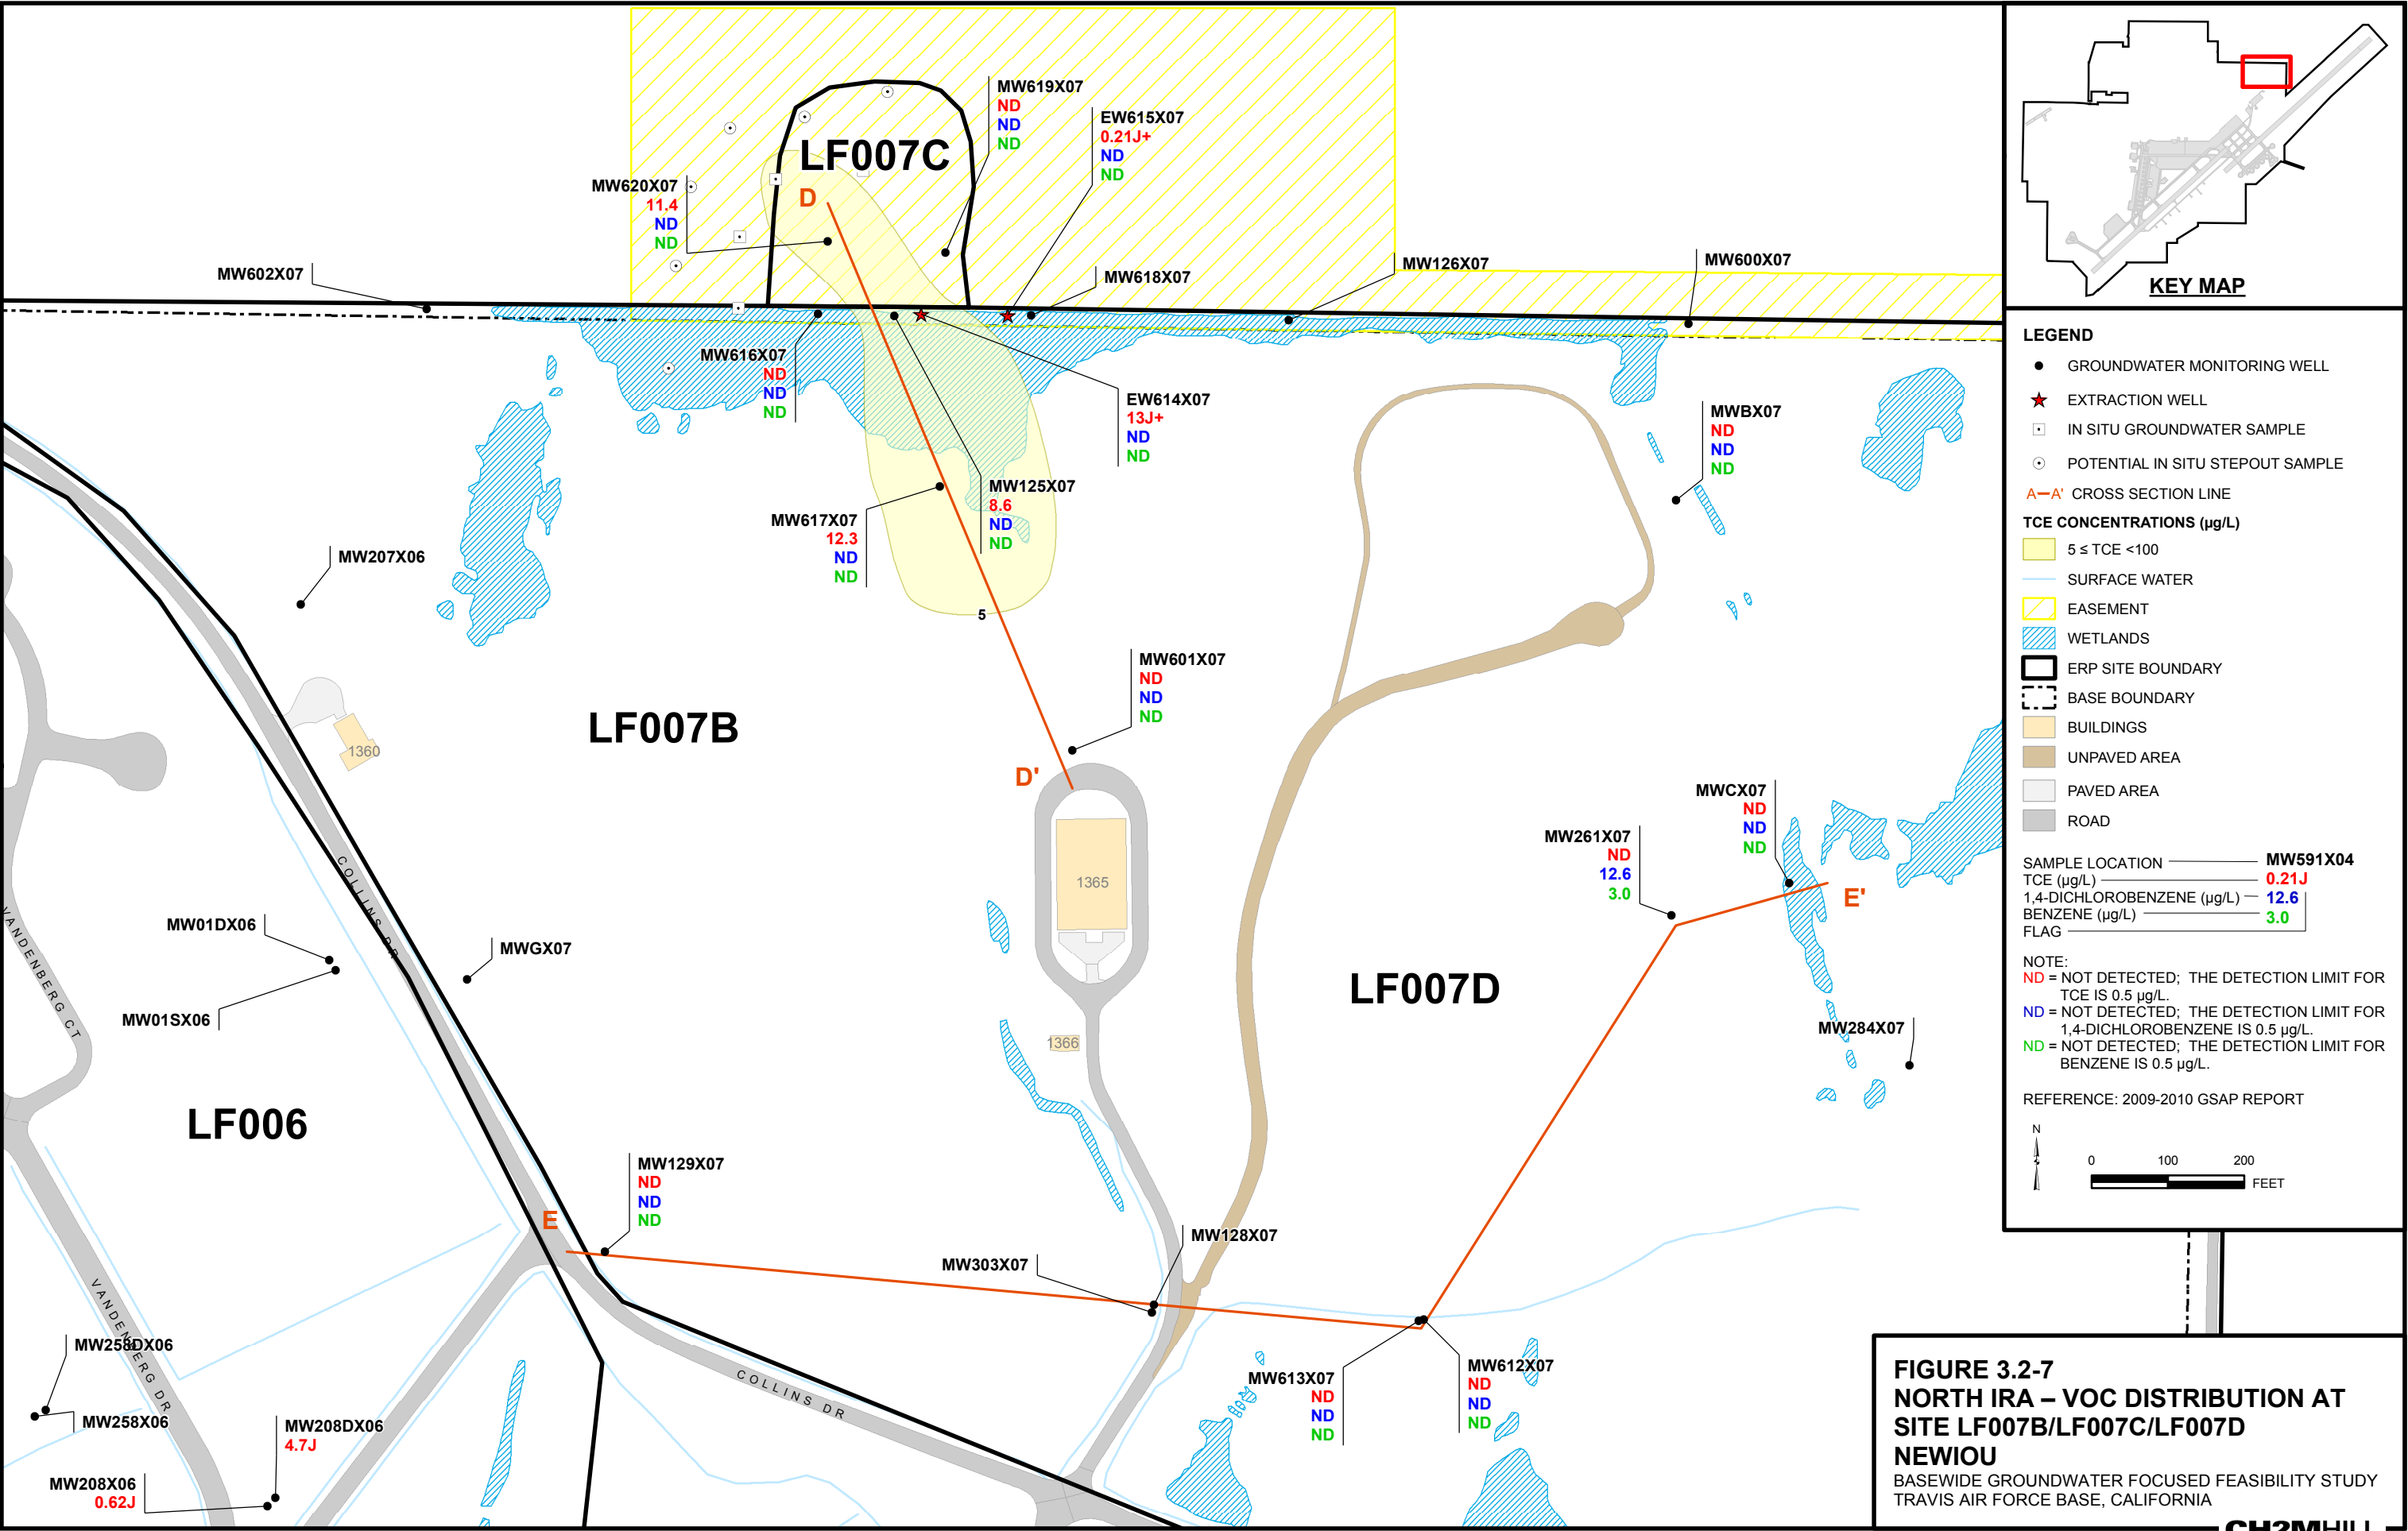 MW619X07
ND
ND
ND
EW615X07
0.21J+
ND
ND
LF007C
D
MW620X07
11.4
ND
ND
MW602X07
MW618X07
MW126X07
MW600X07
MW616X07
ND
ND
ND
EW614X07
13J+
ND
ND
MWBX07
ND
ND
ND
MW125X07
8.6
ND
ND
MW617X07
12.3
ND
ND
5
MW207X06
MW601X07
ND
ND
ND
LF007B
1360
D'
MWCX07
ND
ND
ND
MW261X07
ND
12.6
3.0
E'
1365
COLLINS DR
VANDENBERG CT
MW01DX06
MWGX07
MW01SX06
LF007D
1366
MW284X07
LF006
MW129X07
ND
ND
ND
E
MW128X07
MW303X07
VANDENBERG DR
MW258DX06
MW258X06
MW208DX06
4.7J
MW208X06
0.62J
COLLINS DR
MW613X07
ND
ND
ND
MW612X07
ND
ND
ND
KEY MAP
LEGEND
GROUNDWATER MONITORING WELL
EXTRACTION WELL
IN SITU GROUNDWATER SAMPLE
POTENTIAL IN SITU STEPOUT SAMPLE
A—A' CROSS SECTION LINE
TCE CONCENTRATIONS (µg/L)
5 ≤ TCE <100
SURFACE WATER
EASEMENT
WETLANDS
ERP SITE BOUNDARY
BASE BOUNDARY
BUILDINGS
UNPAVED AREA
PAVED AREA
ROAD
SAMPLE LOCATION MW591X04
TCE (µg/L) 0.21J
1,4-DICHLOROBENZENE (µg/L) 12.6
BENZENE (µg/L) 3.0
FLAG
NOTE:
ND = NOT DETECTED; THE DETECTION LIMIT FOR
TCE IS 0.5 µg/L.
ND = NOT DETECTED; THE DETECTION LIMIT FOR
1,4-DICHLOROBENZENE IS 0.5 µg/L.
ND = NOT DETECTED; THE DETECTION LIMIT FOR
BENZENE IS 0.5 µg/L.
REFERENCE: 2009-2010 GSAP REPORT
N
0 100 200
FEET
FIGURE 3.2-7
NORTH IRA – VOC DISTRIBUTION AT
SITE LF007B/LF007C/LF007D
NEWIOU
BASEWIDE GROUNDWATER FOCUSED FEASIBILITY STUDY
TRAVIS AIR FORCE BASE, CALIFORNIA
CH2MHILL